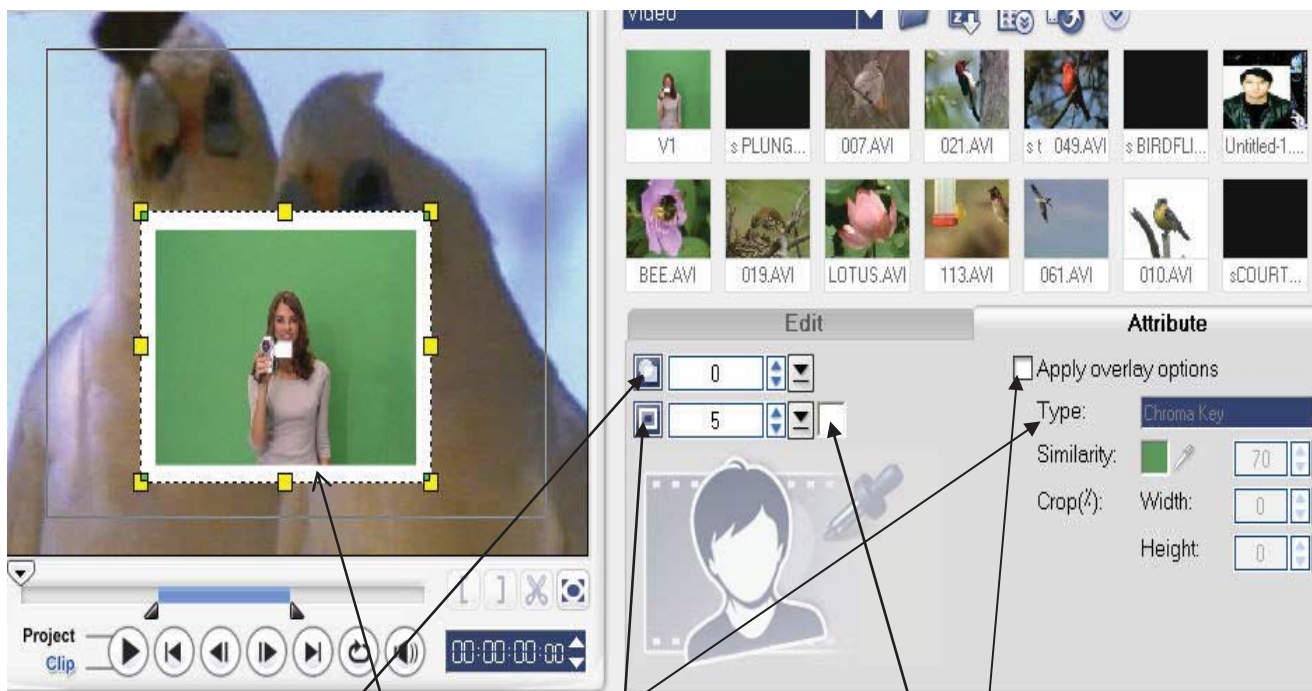 Video
V1
s PLUNG...
007.AVI
021.AVI
s t 049.AVI
s BIRDFLI...
Untitled-1....
BEE.AVI
019.AVI
LOTUS.AVI
113.AVI
061.AVI
010.AVI
sCOURT...
Edit
Attribute
0
Apply overlay options
5
Type:
Chroma Key
Similarity:
70
Crop(%):
Width:
0
Height:
0
[ ]
Project
Clip
00:00:00:00